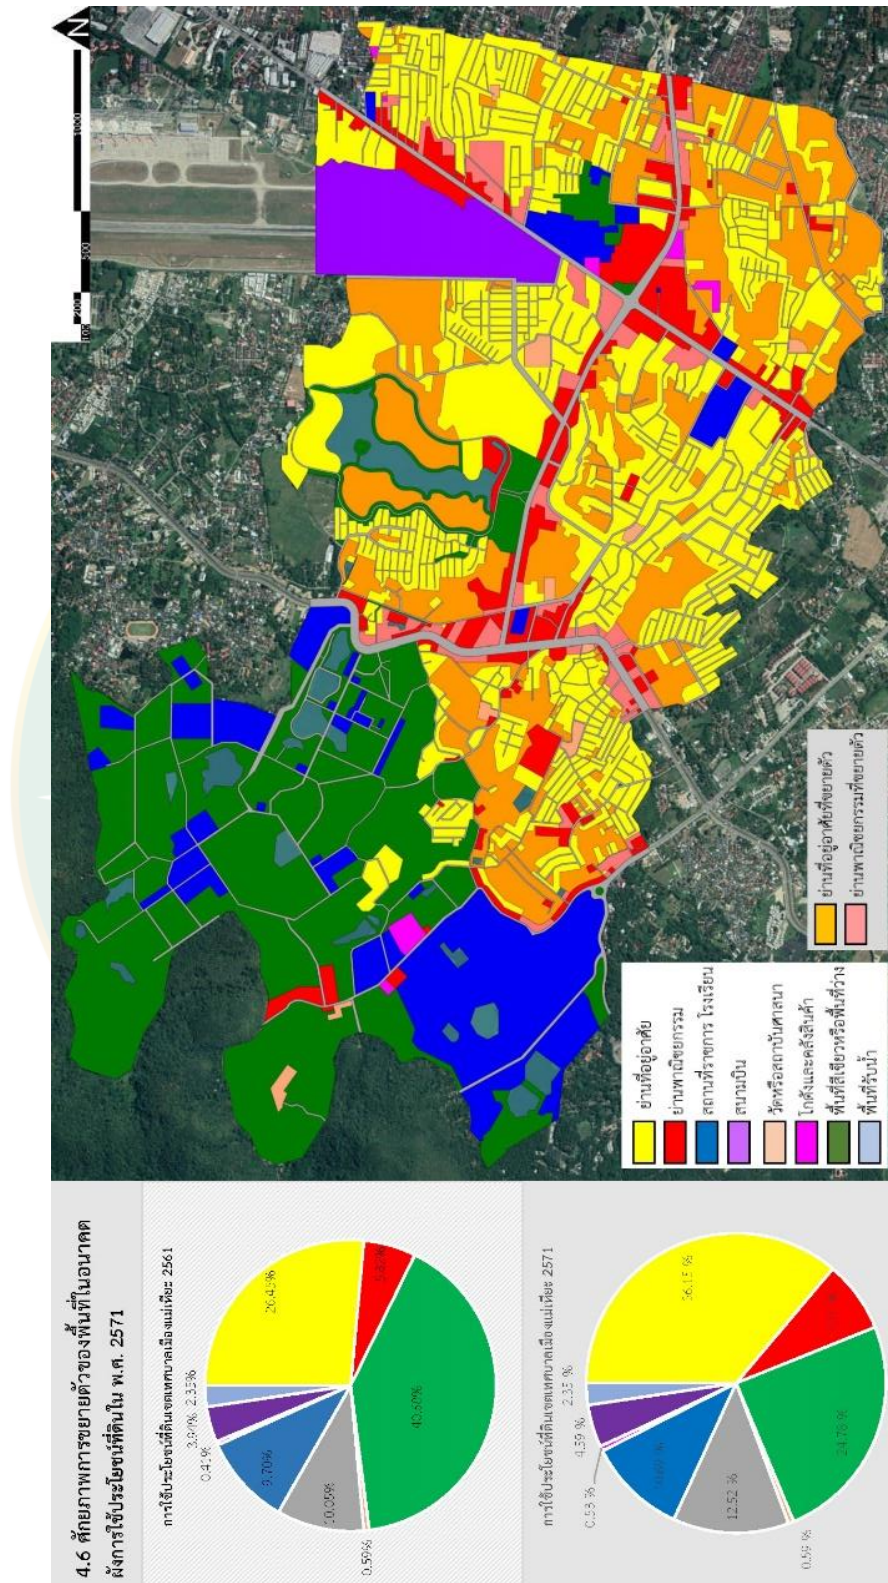 4.6 ศักยภาพการขยายตัวของพื้นที่ในอนาคต
ผังการใช้ประโยชน์ที่ดินใน พ.ศ. 2571
การใช้ประโยชน์ที่ดินเขตเทศบาลเมืองแม่เหียะ 2561
26.45%
40.60%
0.59%
10.05%
9.70%
0.41%
3.94%
2.35%
การใช้ประโยชน์ที่ดินเขตเทศบาลเมืองแม่เหียะ 2571
36.15 %
24.76 %
0.59 %
12.52 %
0.53 %
4.59 %
2.35 %
ย่านที่อยู่อาศัย
ย่านพาณิชยกรรม
สถานที่ราชการ โรงเรียน
สนามบิน
วัดหรือสถาบันศาสนา
โกดังและคลังสินค้า
พื้นที่สีเขียวหรือพื้นที่ว่าง
พื้นที่รับน้ำ
ย่านที่อยู่อาศัยที่ขยายตัว
ย่านพาณิชยกรรมที่ขยายตัว
200 500 1000
N